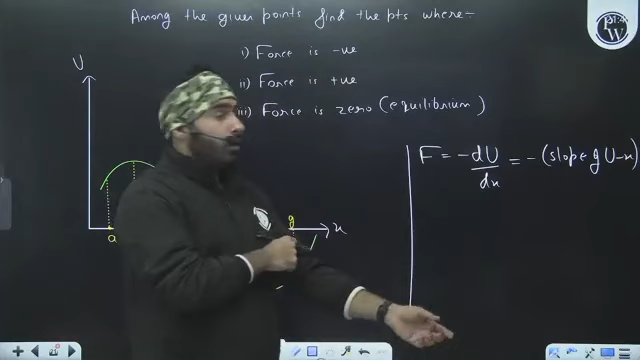 Among the given points find the pts where-
i) Force is -ve
ii) Force is +ve
iii) Force is zero (equilibrium)
U
F = -dU/dx = - (slope of U-x)
g
x
a
PW